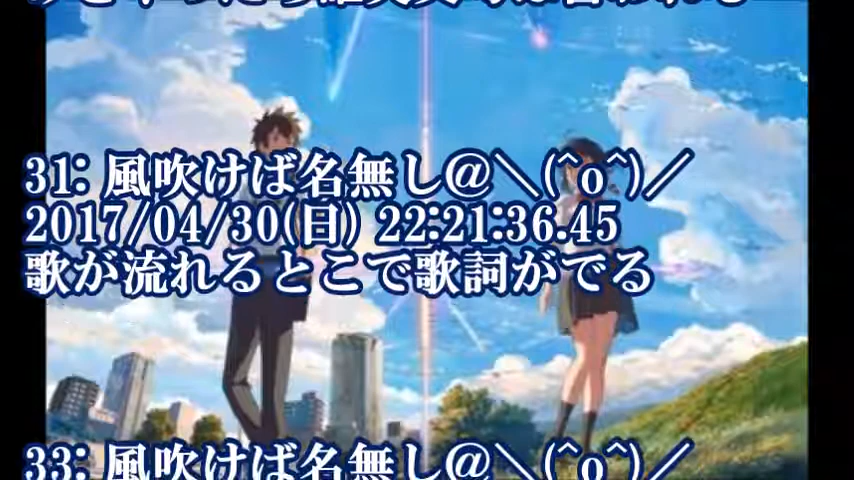 31: 風吹けば名無し@＼(^o^)／
2017/04/30(日) 22:21:36.45
歌が流れるとこで歌詞がでる
33: 風吹けば名無し@＼(^o^)／